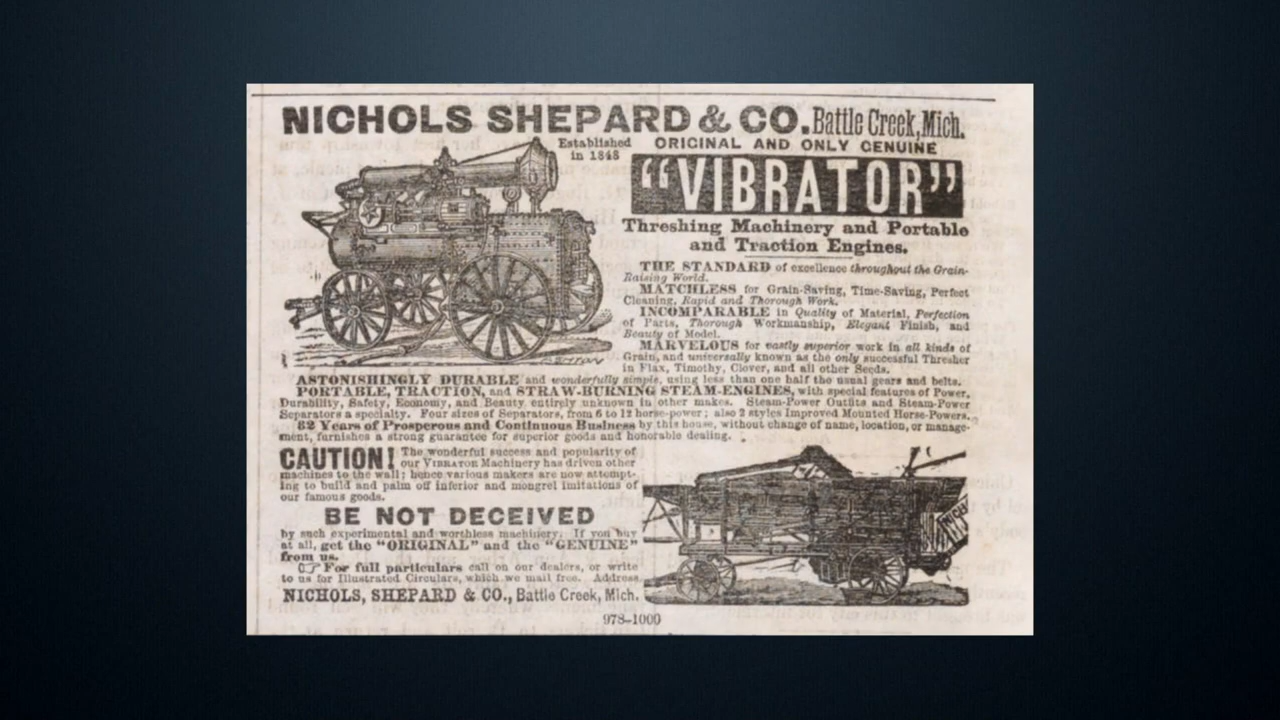 NICHOLS SHEPARD & CO. Battle Creek, Mich.
Established
in 1848
ORIGINAL AND ONLY GENUINE
"VIBRATOR"
Threshing Machinery and Portable
and Traction Engines.
THE STANDARD of excellence throughout the Grain-
Raising World.
MATCHLESS for Grain-Saving, Time-Saving, Perfect
Cleaning, Rapid and Thorough Work.
INCOMPARABLE in Quality of Material, Perfection
of Parts, Thorough Workmanship, Elegant Finish, and
Beauty of Model.
MARVELOUS for vastly superior work in all kinds of
Grain, and universally known as the only successful Thresher
in Flax, Timothy, Clover, and all other Seeds.
ASTONISHINGLY DURABLE and wonderfully simple, using less than one half the usual gears and belts.
PORTABLE, TRACTION, and STRAW-BURNING STEAM-ENGINES, with special features of Power,
Durability, Safety, Economy, and Beauty entirely unknown in other makes. Steam-Power Outfits and Steam-Power
Separators a specialty. Four sizes of Separators, from 6 to 12 horse-power; also 2 styles Improved Mounted Horse-Powers.
32 Years of Prosperous and Continuous Business by this house, without change of name, location, or manage-
ment, furnishes a strong guarantee for superior goods and honorable dealing.
CAUTION! The wonderful success and popularity of
our VIBRATOR Machinery has driven other
machines to the wall; hence various makers are now attempt-
ing to build and palm off inferior and mongrel imitations of
our famous goods.
BE NOT DECEIVED
by such experimental and worthless machinery. If you buy
at all, get the "ORIGINAL" and the "GENUINE"
from us.
☞ For full particulars call on our dealers, or write
to us for Illustrated Circulars, which we mail free. Address
NICHOLS, SHEPARD & CO., Battle Creek, Mich.
978-1000